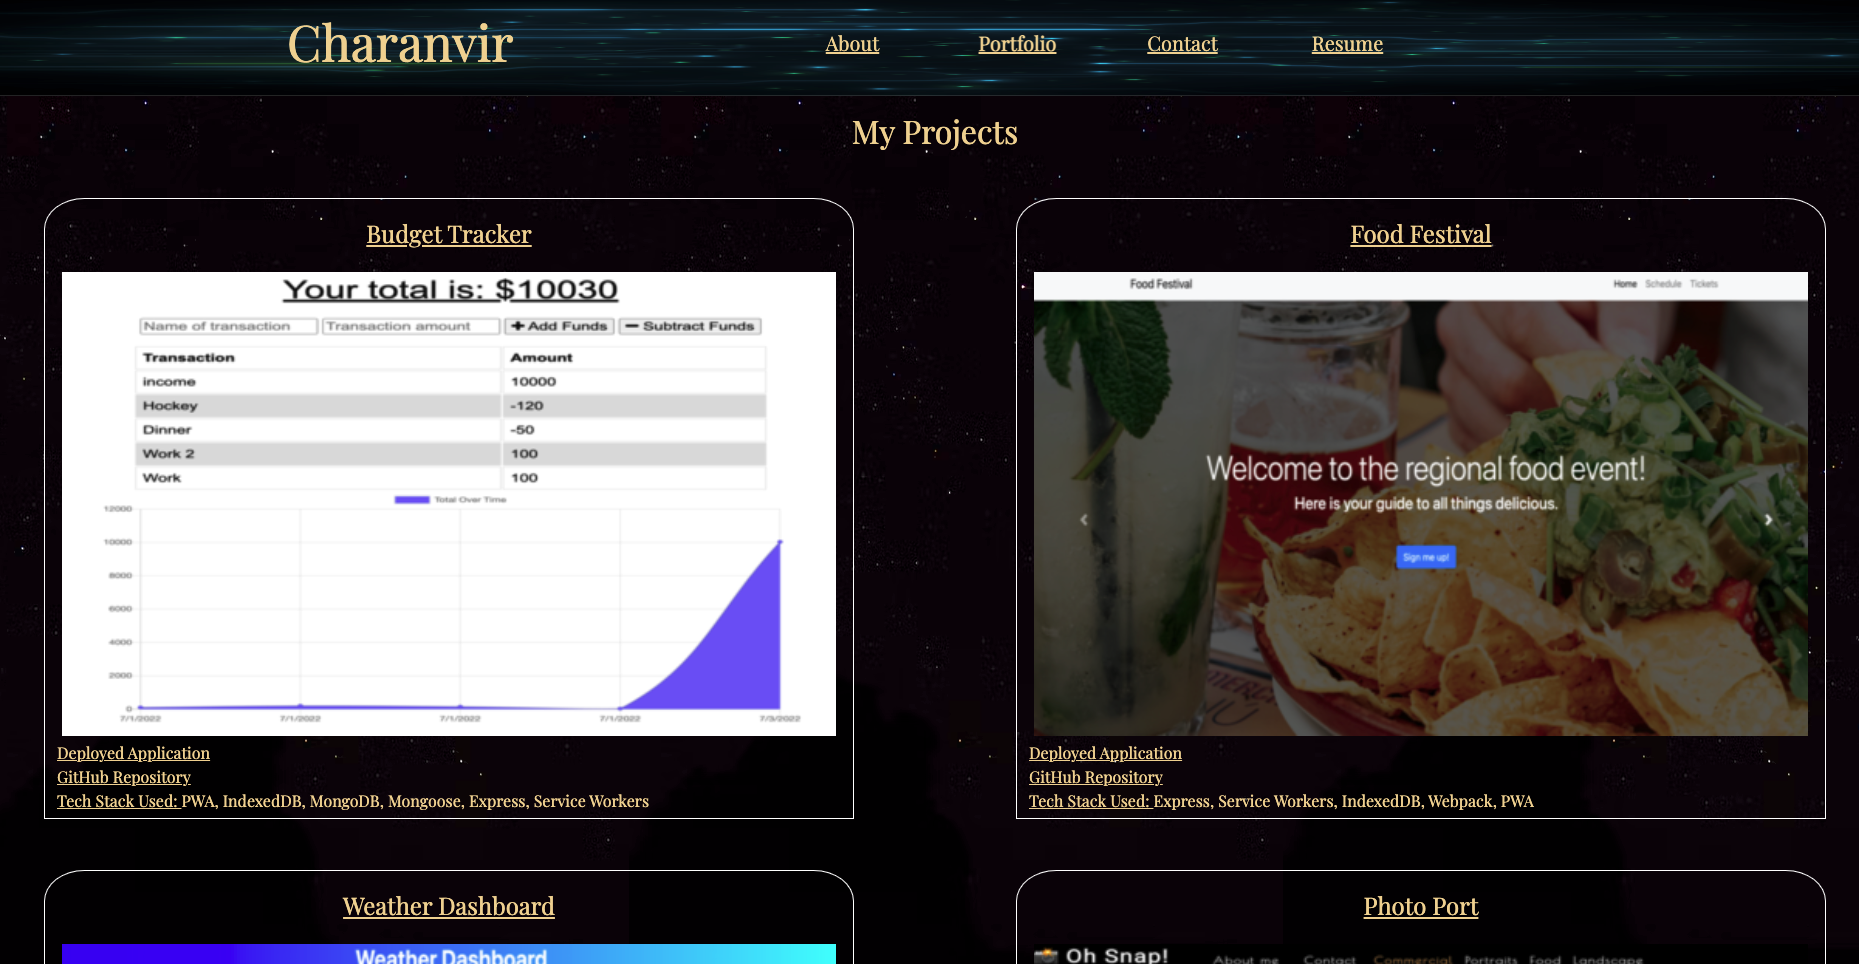 Charanvir
About Portfolio Contact Resume
My Projects
Budget Tracker
Your total is: $10030
Name of transaction Transaction amount + Add Funds − Subtract Funds
Transaction Amount
income 10000
Hockey -120
Dinner -50
Work 2 100
Work 100
Total Over Time
12000
10000
8000
6000
4000
2000
0
7/1/2022 7/1/2022 7/1/2022 7/1/2022 7/3/2022
Deployed Application
GitHub Repository
Tech Stack Used: PWA, IndexedDB, MongoDB, Mongoose, Express, Service Workers
Food Festival
Food Festival Home Schedule Tickets
Welcome to the regional food event!
Here is your guide to all things delicious.
Sign me up!
Deployed Application
GitHub Repository
Tech Stack Used: Express, Service Workers, IndexedDB, Webpack, PWA
Weather Dashboard
Weather Dashboard
Photo Port
Oh Snap! About me Contact Commercial Portraits Food Landscape